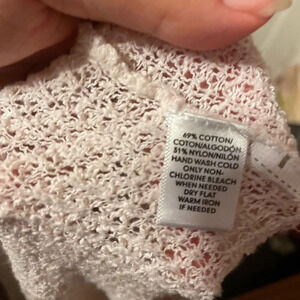 69% COTTON/
COTON/ALGODÓN
31% NYLON/NILÓN
HAND WASH COLD
ONLY NON-
CHLORINE BLEACH
WHEN NEEDED
DRY FLAT
WARM IRON
IF NEEDED